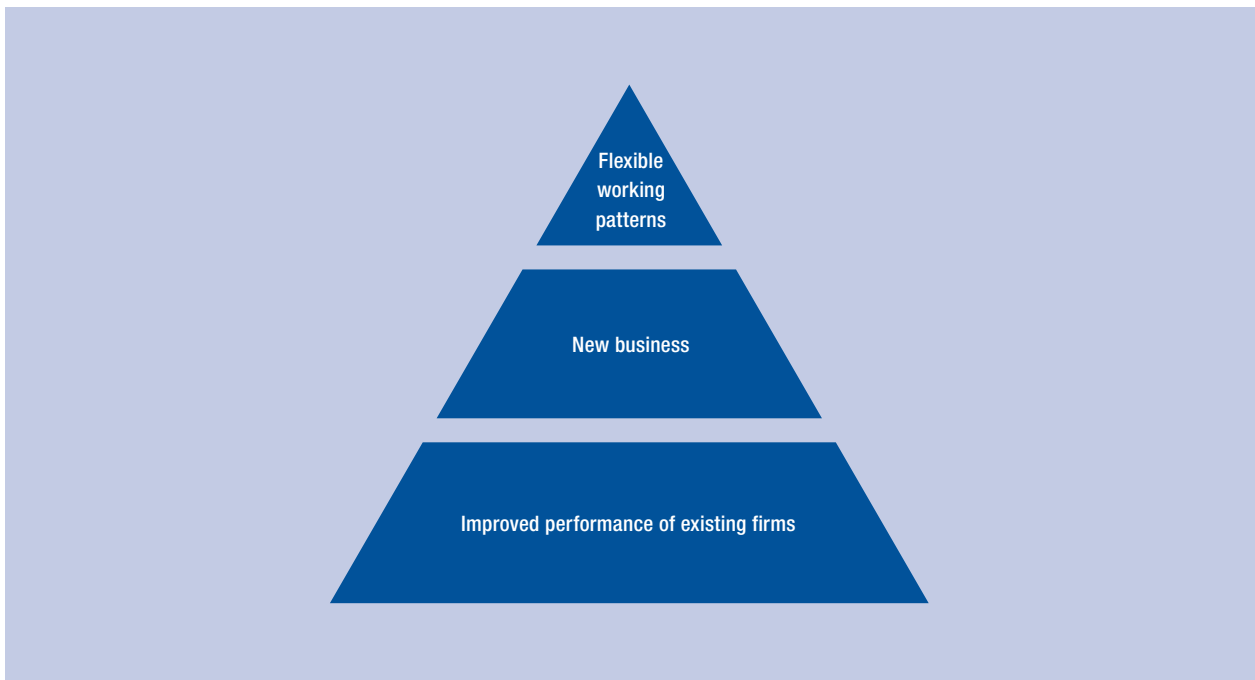 Flexible
working
patterns
New business
Improved performance of existing firms